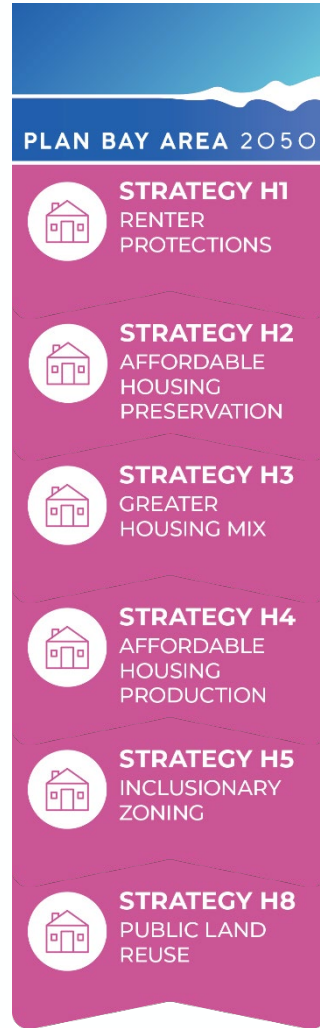 PLAN BAY AREA 2050
STRATEGY H1
RENTER
PROTECTIONS
STRATEGY H2
AFFORDABLE
HOUSING
PRESERVATION
STRATEGY H3
GREATER
HOUSING MIX
STRATEGY H4
AFFORDABLE
HOUSING
PRODUCTION
STRATEGY H5
INCLUSIONARY
ZONING
STRATEGY H8
PUBLIC LAND
REUSE